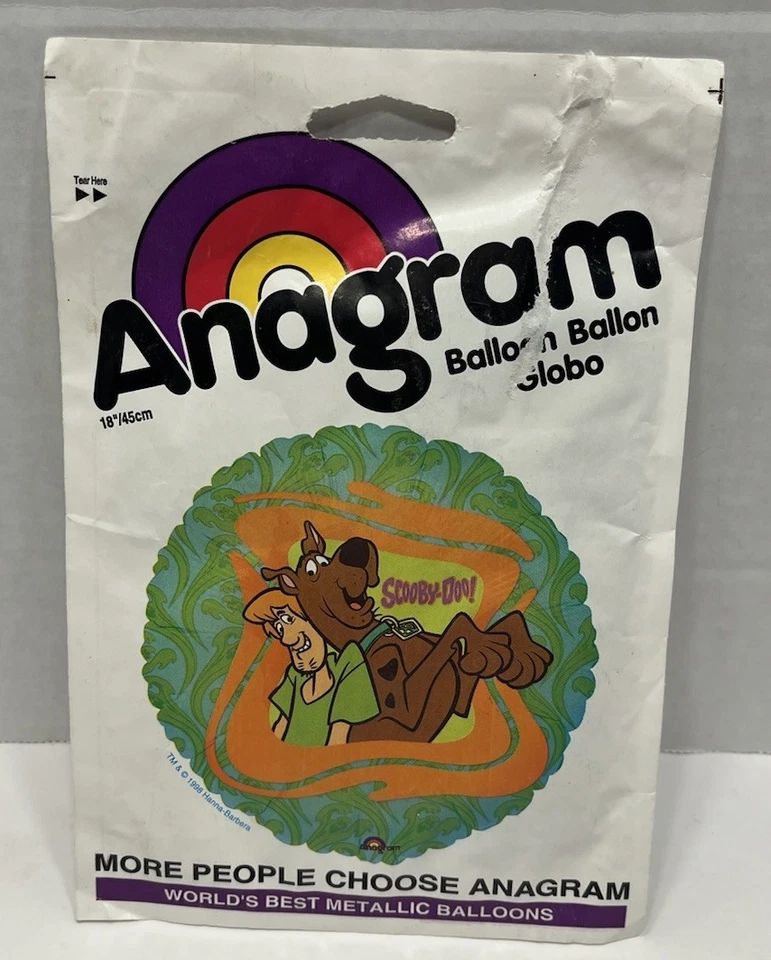 Tear Here
Anagram
Balloon Ballon
Globo
18"/45cm
SCOOBY-DOO!
TM & © 1998 Hanna-Barbera
anagram
MORE PEOPLE CHOOSE ANAGRAM
WORLD'S BEST METALLIC BALLOONS